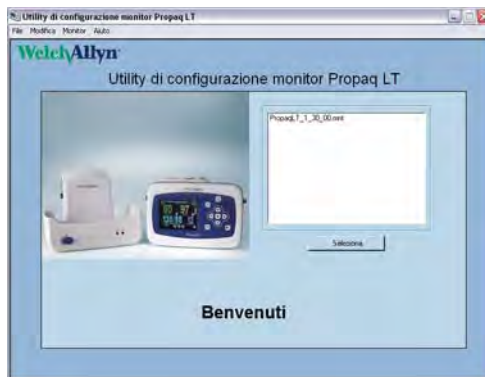 Utility di configurazione monitor Propaq LT
File Modifica Monitor Aiuto
WelchAllyn
Utility di configurazione monitor Propaq LT
PropaqLT_1_30_00.mnt
Seleziona
Benvenuti